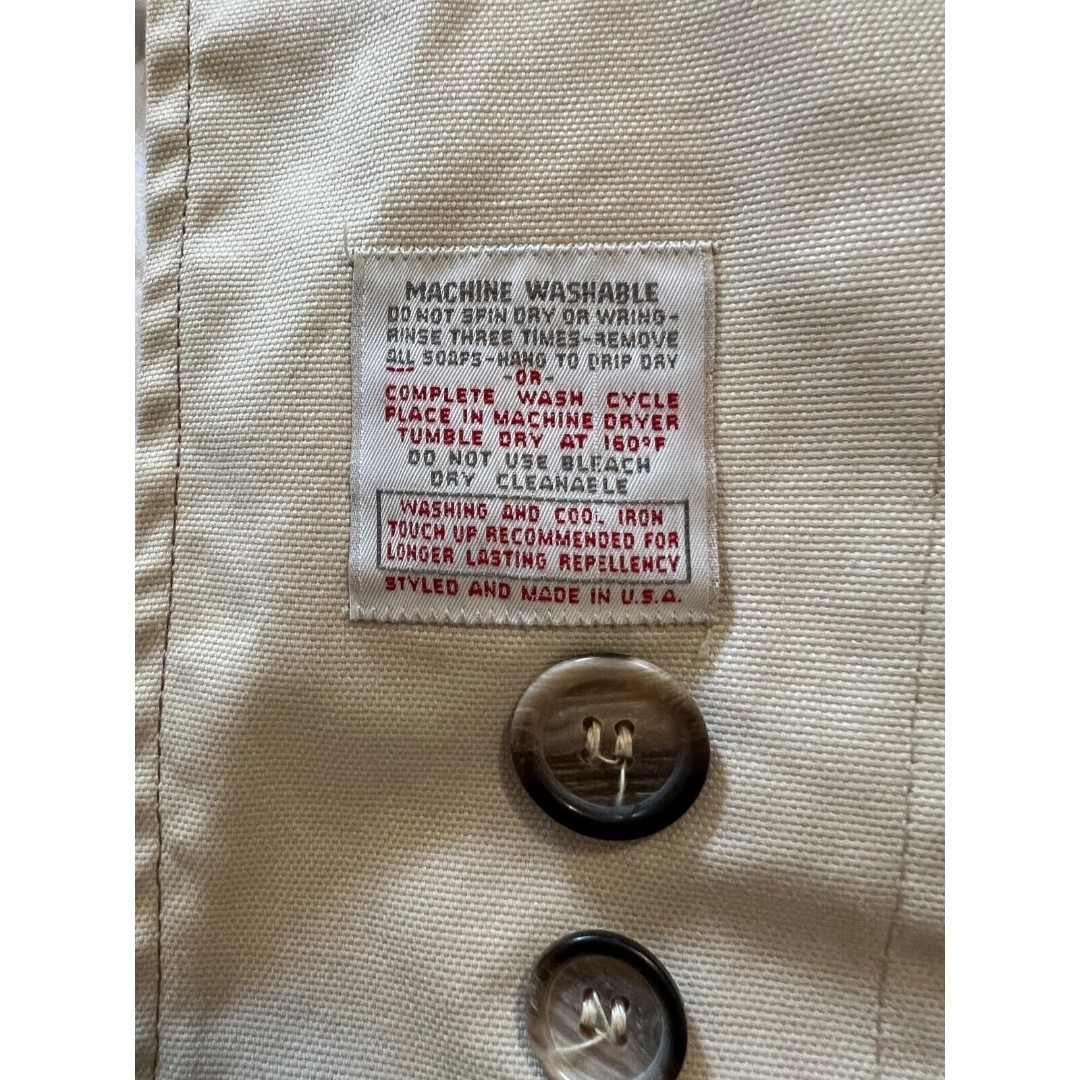 MACHINE WASHABLE
DO NOT SPIN DRY OR WRING-
RINSE THREE TIMES-REMOVE
ALL SOAPS-HANG TO DRIP DRY
-OR-
COMPLETE WASH CYCLE
PLACE IN MACHINE DRYER
TUMBLE DRY AT 160°F
DO NOT USE BLEACH
DRY CLEANABLE
WASHING AND COOL IRON
TOUCH UP RECOMMENDED FOR
LONGER LASTING REPELLENCY
STYLED AND MADE IN U.S.A.